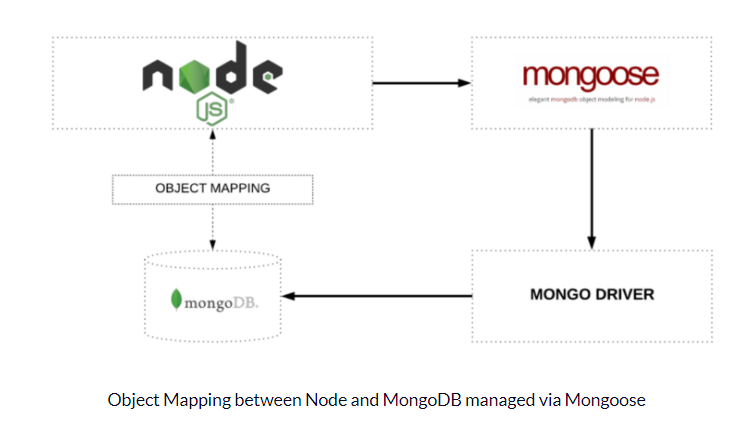 node
JS®
mongoose
elegant mongodb object modeling for node.js
OBJECT MAPPING
mongoDB.
MONGO DRIVER
Object Mapping between Node and MongoDB managed via Mongoose